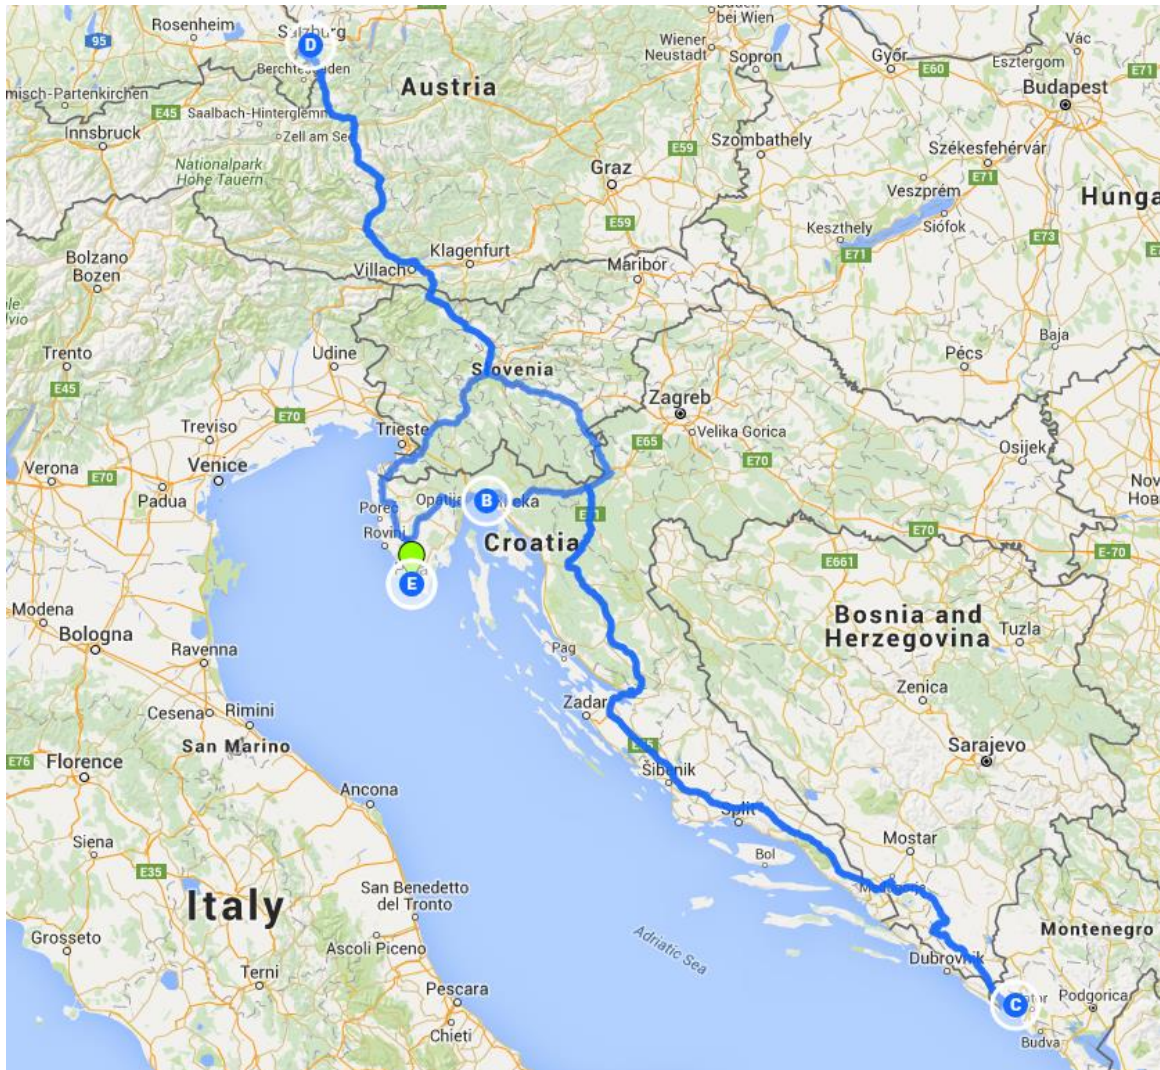 Rosenheim
95
D
Berchtesgaden
Austria
bei Wien
Wiener
Neustadt
Sopron
Győr
E60
Vác
Esztergom
E71
Budapest
misch-Partenkirchen
E45
Saalbach-Hinterglemm
Innsbruck
Zell am See
Nationalpark
Hohe Tauern
Graz
E59
Szombathely
Székesfehérvár
E71
Veszprém
Siófok
Keszthely
E71
E73
Hunga
E59
Bolzano
Bozen
Villach
Klagenfurt
Maribor
Baja
Pécs
Trento
E45
Udine
Slovenia
Zagreb
Velika Gorica
E65
E70
Osijek
Treviso
E70
Trieste
Verona
E70
Venice
Padua
Poreč
Rovinj
Opatija
B
eka
Croatia
E
E70
E-70
E661
Modena
Bologna
Ravenna
Bosnia and
Herzegovina
Tuzla
Pag
Zadar
Zenica
Cesena
Rimini
San Marino
E76
Florence
Ancona
Šibenik
Split
Sarajevo
Siena
E35
Mostar
Bol
Italy
San Benedetto
del Tronto
Grosseto
Ascoli Piceno
Adriatic Sea
Dubrovnik
Montenegro
Terni
Pescara
Chieti
C
Podgorica
Budva